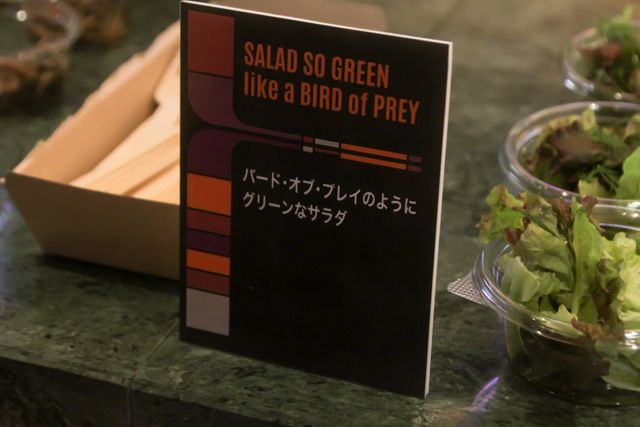 SALAD SO GREEN
like a BIRD of PREY
バード・オブ・プレイのように
グリーンなサラダ